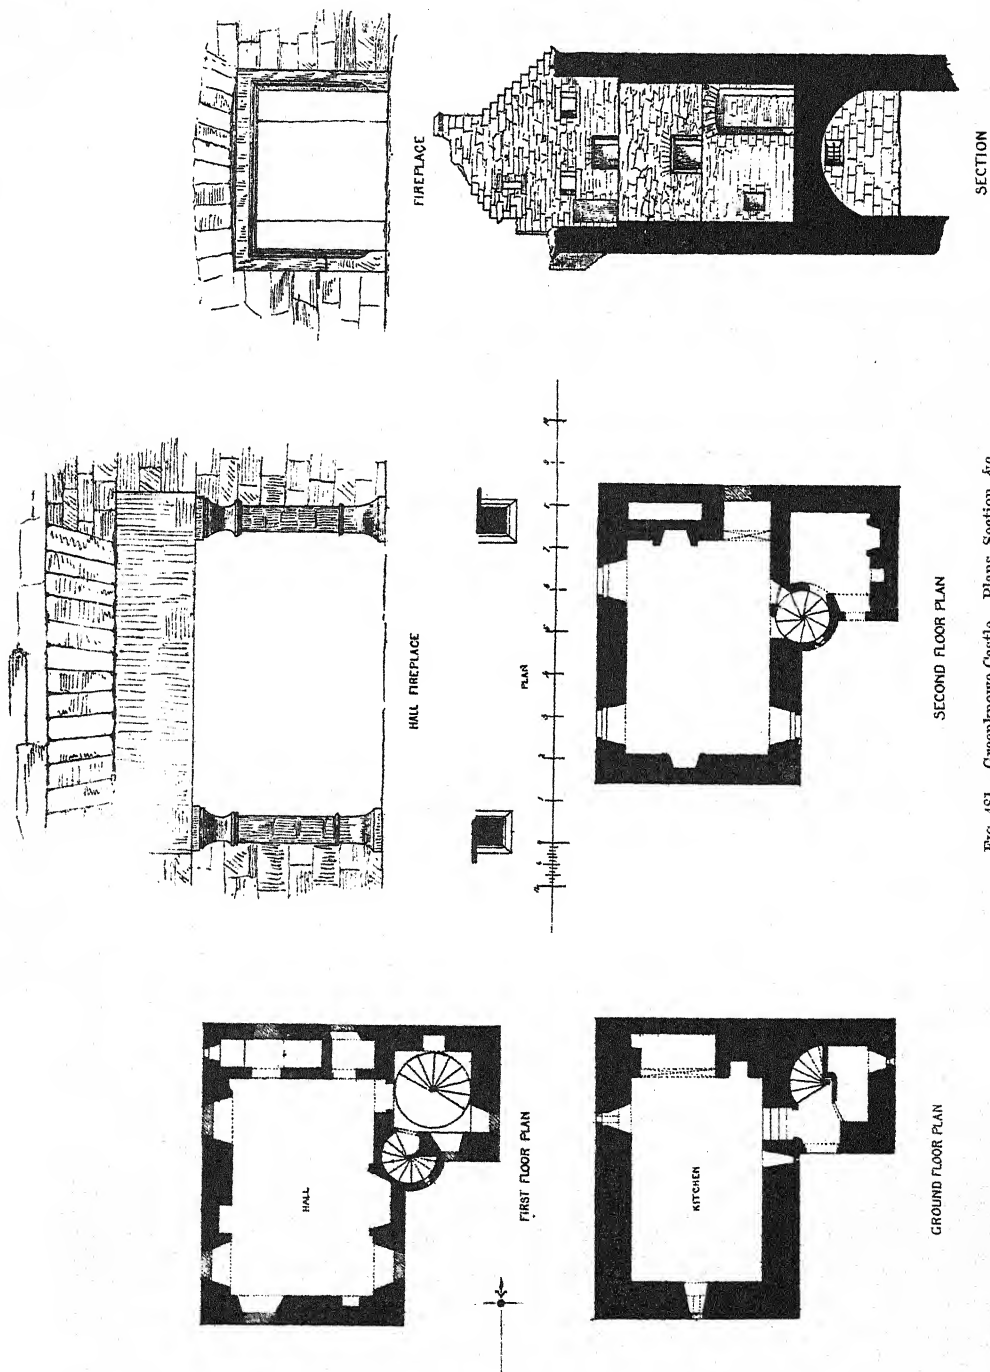 FIREPLACE
SECTION
HALL FIREPLACE
PLAN
SECOND FLOOR PLAN
HALL
FIRST FLOOR PLAN
KITCHEN
GROUND FLOOR PLAN
Castle. Plans, Section, &c.